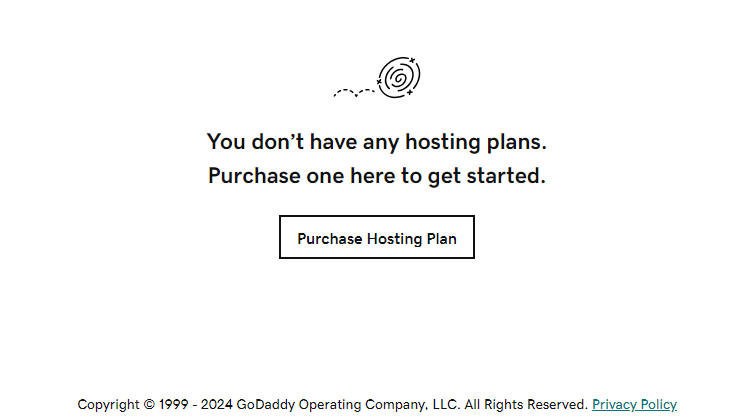 You don’t have any hosting plans.
Purchase one here to get started.
Purchase Hosting Plan
Copyright © 1999 - 2024 GoDaddy Operating Company, LLC. All Rights Reserved. Privacy Policy